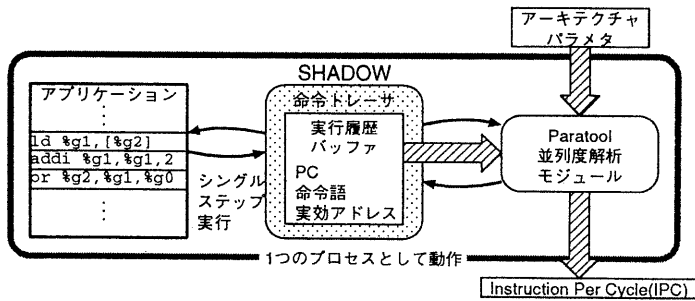 アーキテクチャ
パラメタ
SHADOW
アプリケーション
:
ld %g1,[%g2]
addi %g1,%g1,2
or %g2,%g1,%g0
:
シングル
ステップ
実行
命令トレーサ
実行履歴
バッファ
PC
命令語
実効アドレス
Paratool
並列度解析
モジュール
1つのプロセスとして動作
Instruction Per Cycle(IPC)